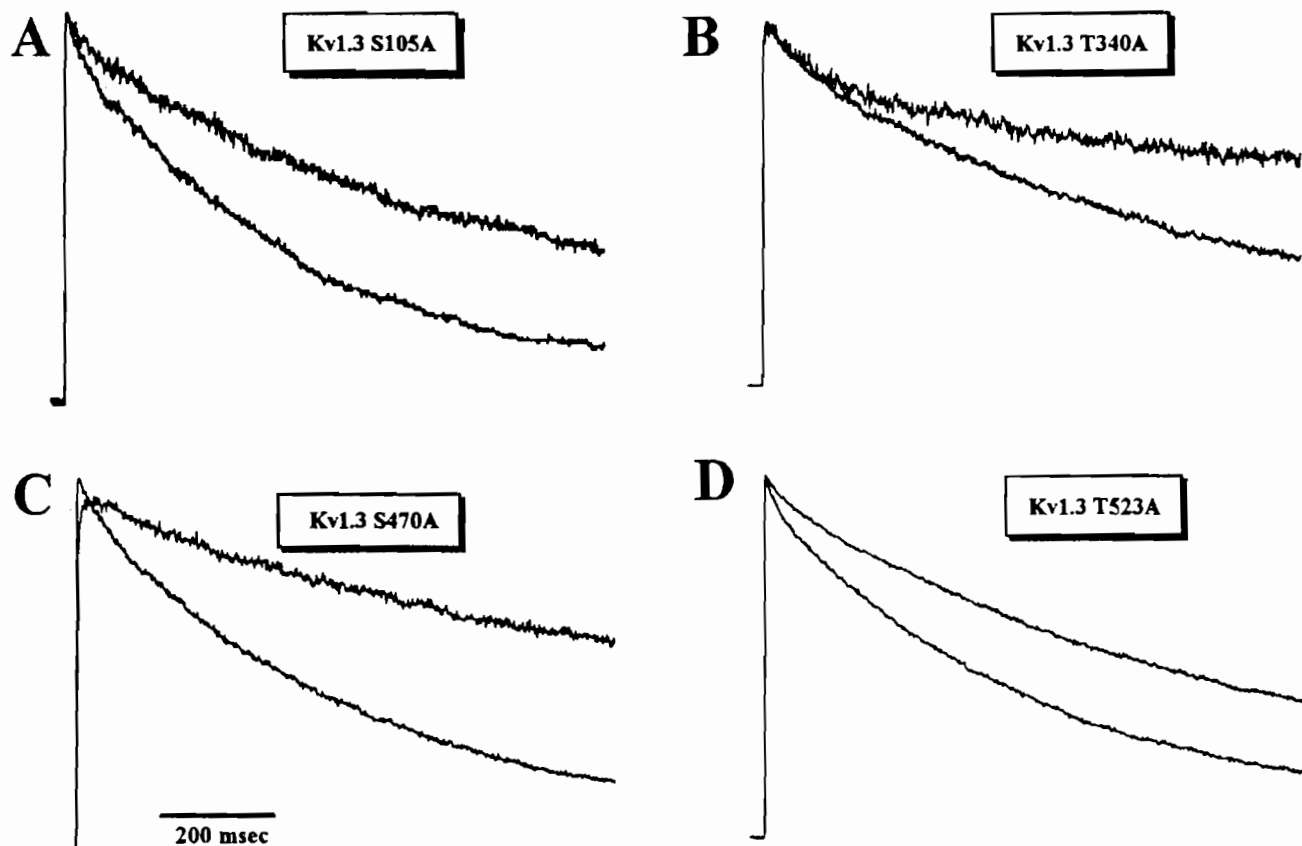 A
Kv1.3 S105A
B
Kv1.3 T340A
C
Kv1.3 S470A
D
Kv1.3 T523A
200 msec